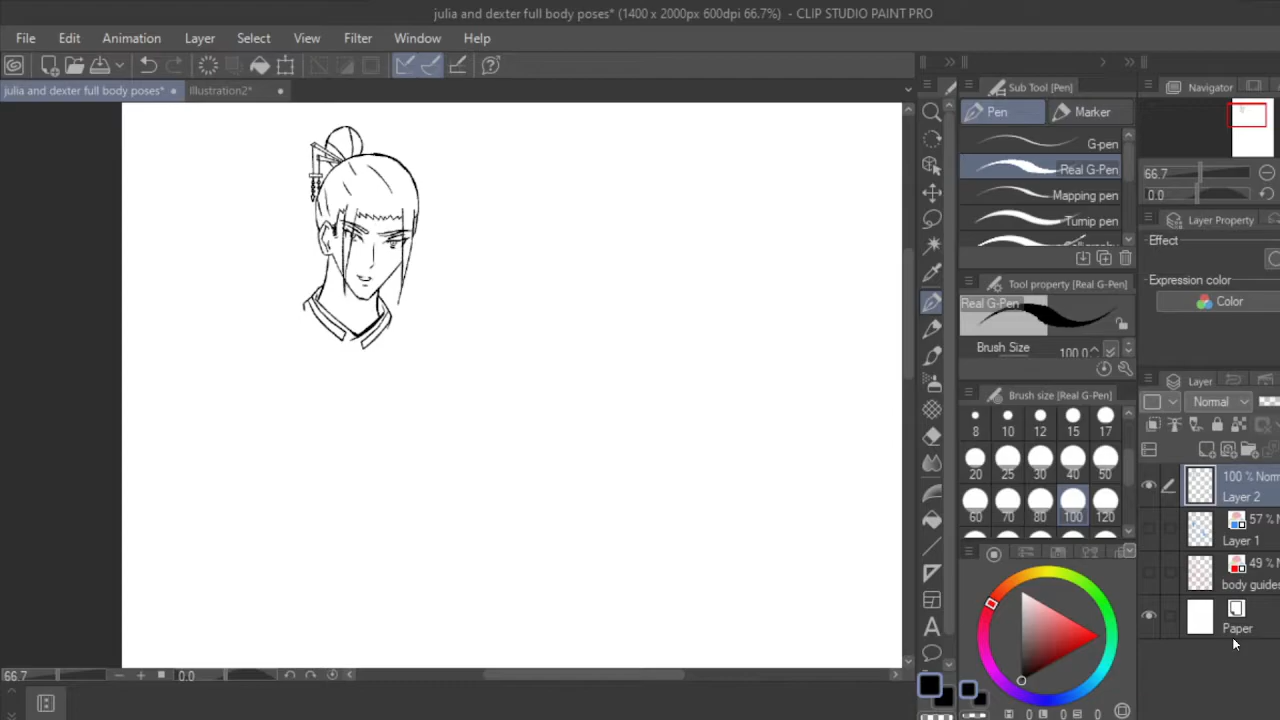 julia and dexter full body poses* (1400 x 2000px 600dpi 66.7%) - CLIP STUDIO PAINT PRO
File Edit Animation Layer Select View Filter Window Help
julia and dexter full body poses* Illustration2*
Sub Tool [Pen]
Pen Marker
G-pen
Real G-Pen
Mapping pen
Turnip pen
Tool property [Real G-Pen]
Real G-Pen
Brush Size 100.0
Brush size [Real G-Pen]
8 10 12 15 17
20 25 30 40 50
60 70 80 100 120
H 0 L 0 S 0
Navigator
66.7
0.0
Layer Property
Effect
Expression color
Color
Layer
Normal
100 % Norm
Layer 2
57 % N
Layer 1
49 % N
body guides
Paper
66.7 0.0
A